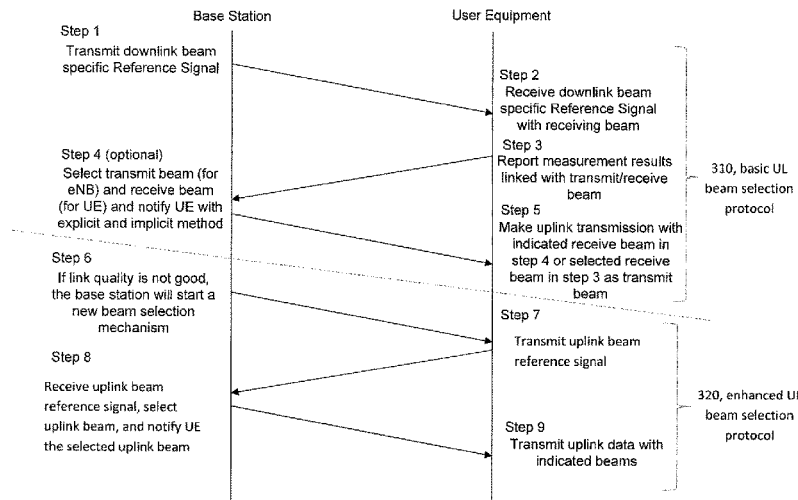 Base Station
User Equipment
Step 1
Transmit downlink beam
specific Reference Signal
Step 2
Receive downlink beam
specific Reference Signal
with receiving beam
Step 3
Report measurement results
linked with transmit/receive
beam
Step 4 (optional)
Select transmit beam (for
eNB) and receive beam
(for UE) and notify UE with
explicit and implicit method
Step 5
Make uplink transmission with
indicated receive beam in
step 4 or selected receive
beam in step 3 as transmit
beam
310, basic UL
beam selection
protocol
Step 6
If link quality is not good,
the base station will start a
new beam selection
mechanism
Step 7
Transmit uplink beam
reference signal
Step 8
Receive uplink beam
reference signal, select
uplink beam, and notify UE
the selected uplink beam
Step 9
Transmit uplink data with
indicated beams
320, enhanced Ul
beam selection
protocol